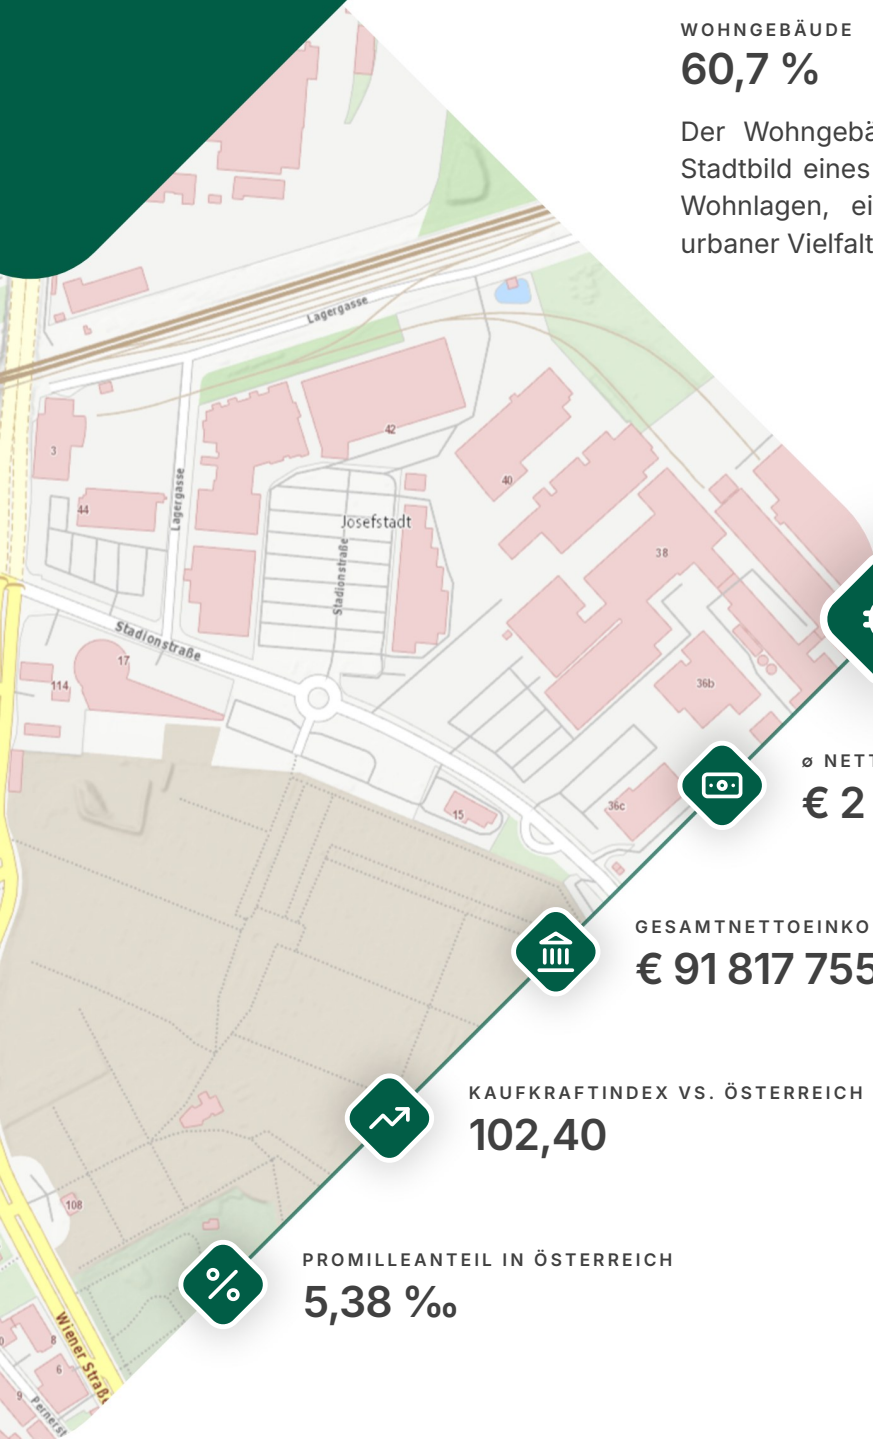 WOHNGEBÄUDE
60,7 %
Der Wohngebä
Stadtbild eines
Wohnlagen, ei
urbaner Vielfalt
Lagergasse
42
3
40
44
Lagergasse
Josefstadt
Stadionstraße
38
Stadionstraße
17
114
36b
ø NETT
€ 2
36c
15
GESAMTNETTOEINKO
€ 91 817 755
KAUFKRAFTINDEX VS. ÖSTERREICH
102,40
108
PROMILLEANTEIL IN ÖSTERREICH
5,38 ‰
Wiener Straße
8
6
9
Pernerst